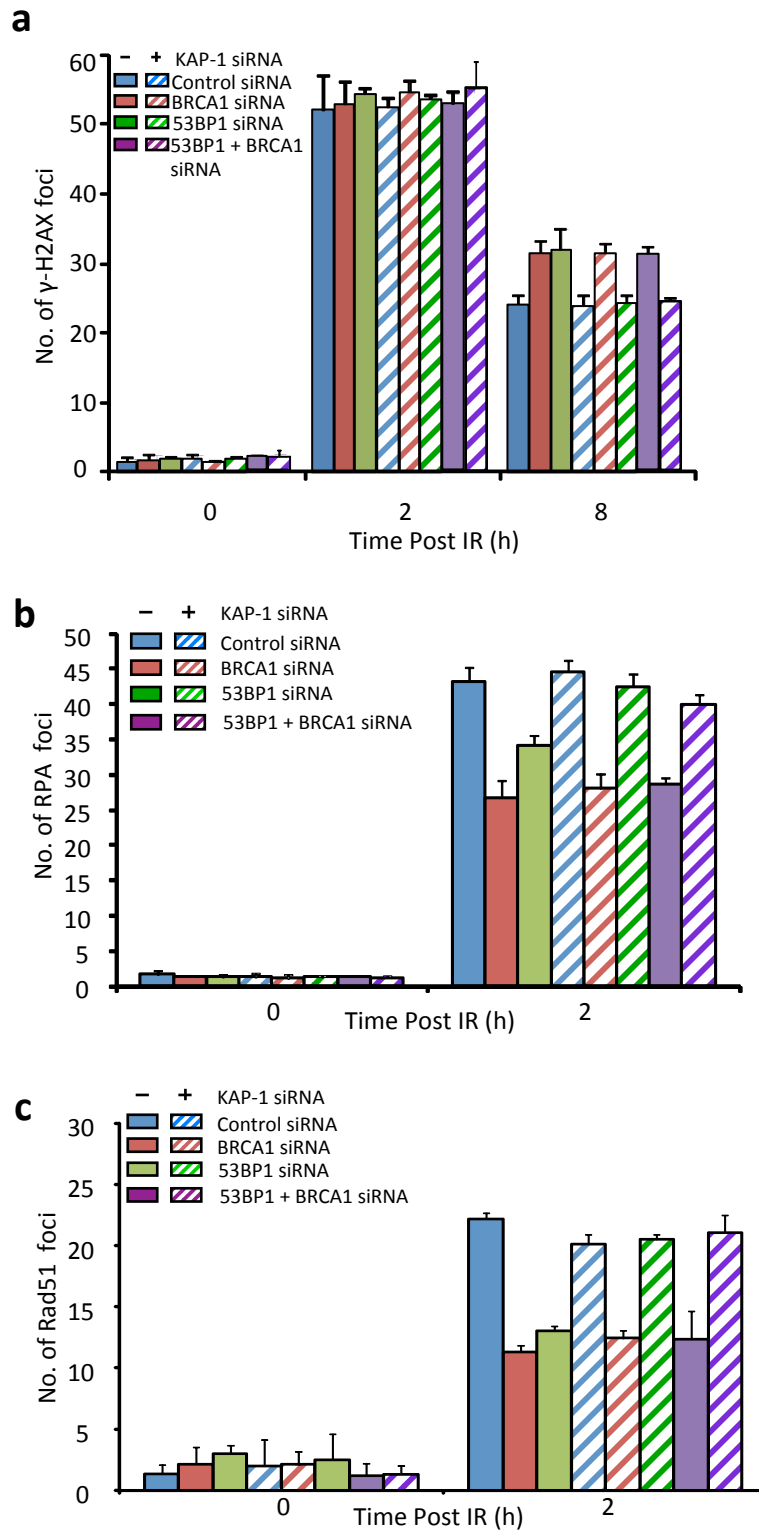 a
– + KAP-1 siRNA
Control siRNA
BRCA1 siRNA
53BP1 siRNA
53BP1 + BRCA1
siRNA
No. of γ-H2AX foci
60
50
40
30
20
10
0
0 2 8
Time Post IR (h)
b
– + KAP-1 siRNA
Control siRNA
BRCA1 siRNA
53BP1 siRNA
53BP1 + BRCA1 siRNA
No. of RPA foci
50
45
40
35
30
25
20
15
10
5
0
0 2
Time Post IR (h)
c
– + KAP-1 siRNA
Control siRNA
BRCA1 siRNA
53BP1 siRNA
53BP1 + BRCA1 siRNA
No. of Rad51 foci
30
25
20
15
10
5
0
0 2
Time Post IR (h)